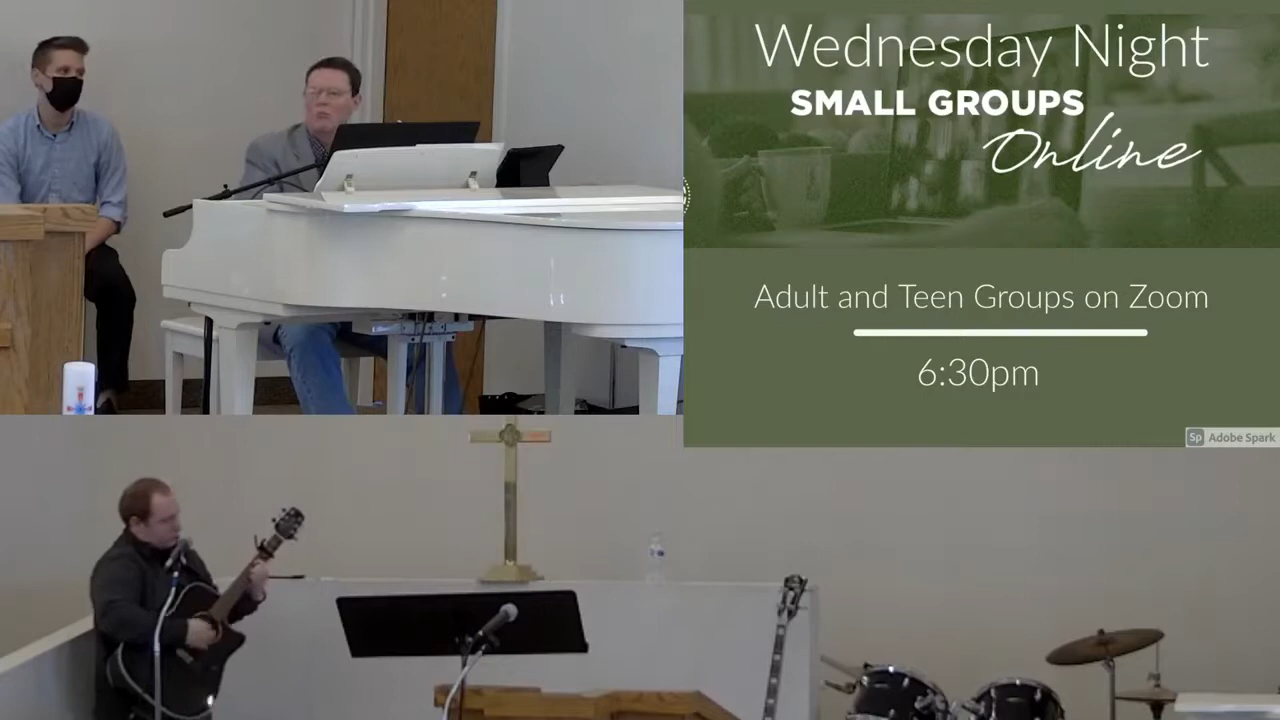 Wednesday Night
SMALL GROUPS
Online
Adult and Teen Groups on Zoom
6:30pm
Sp Adobe Spark